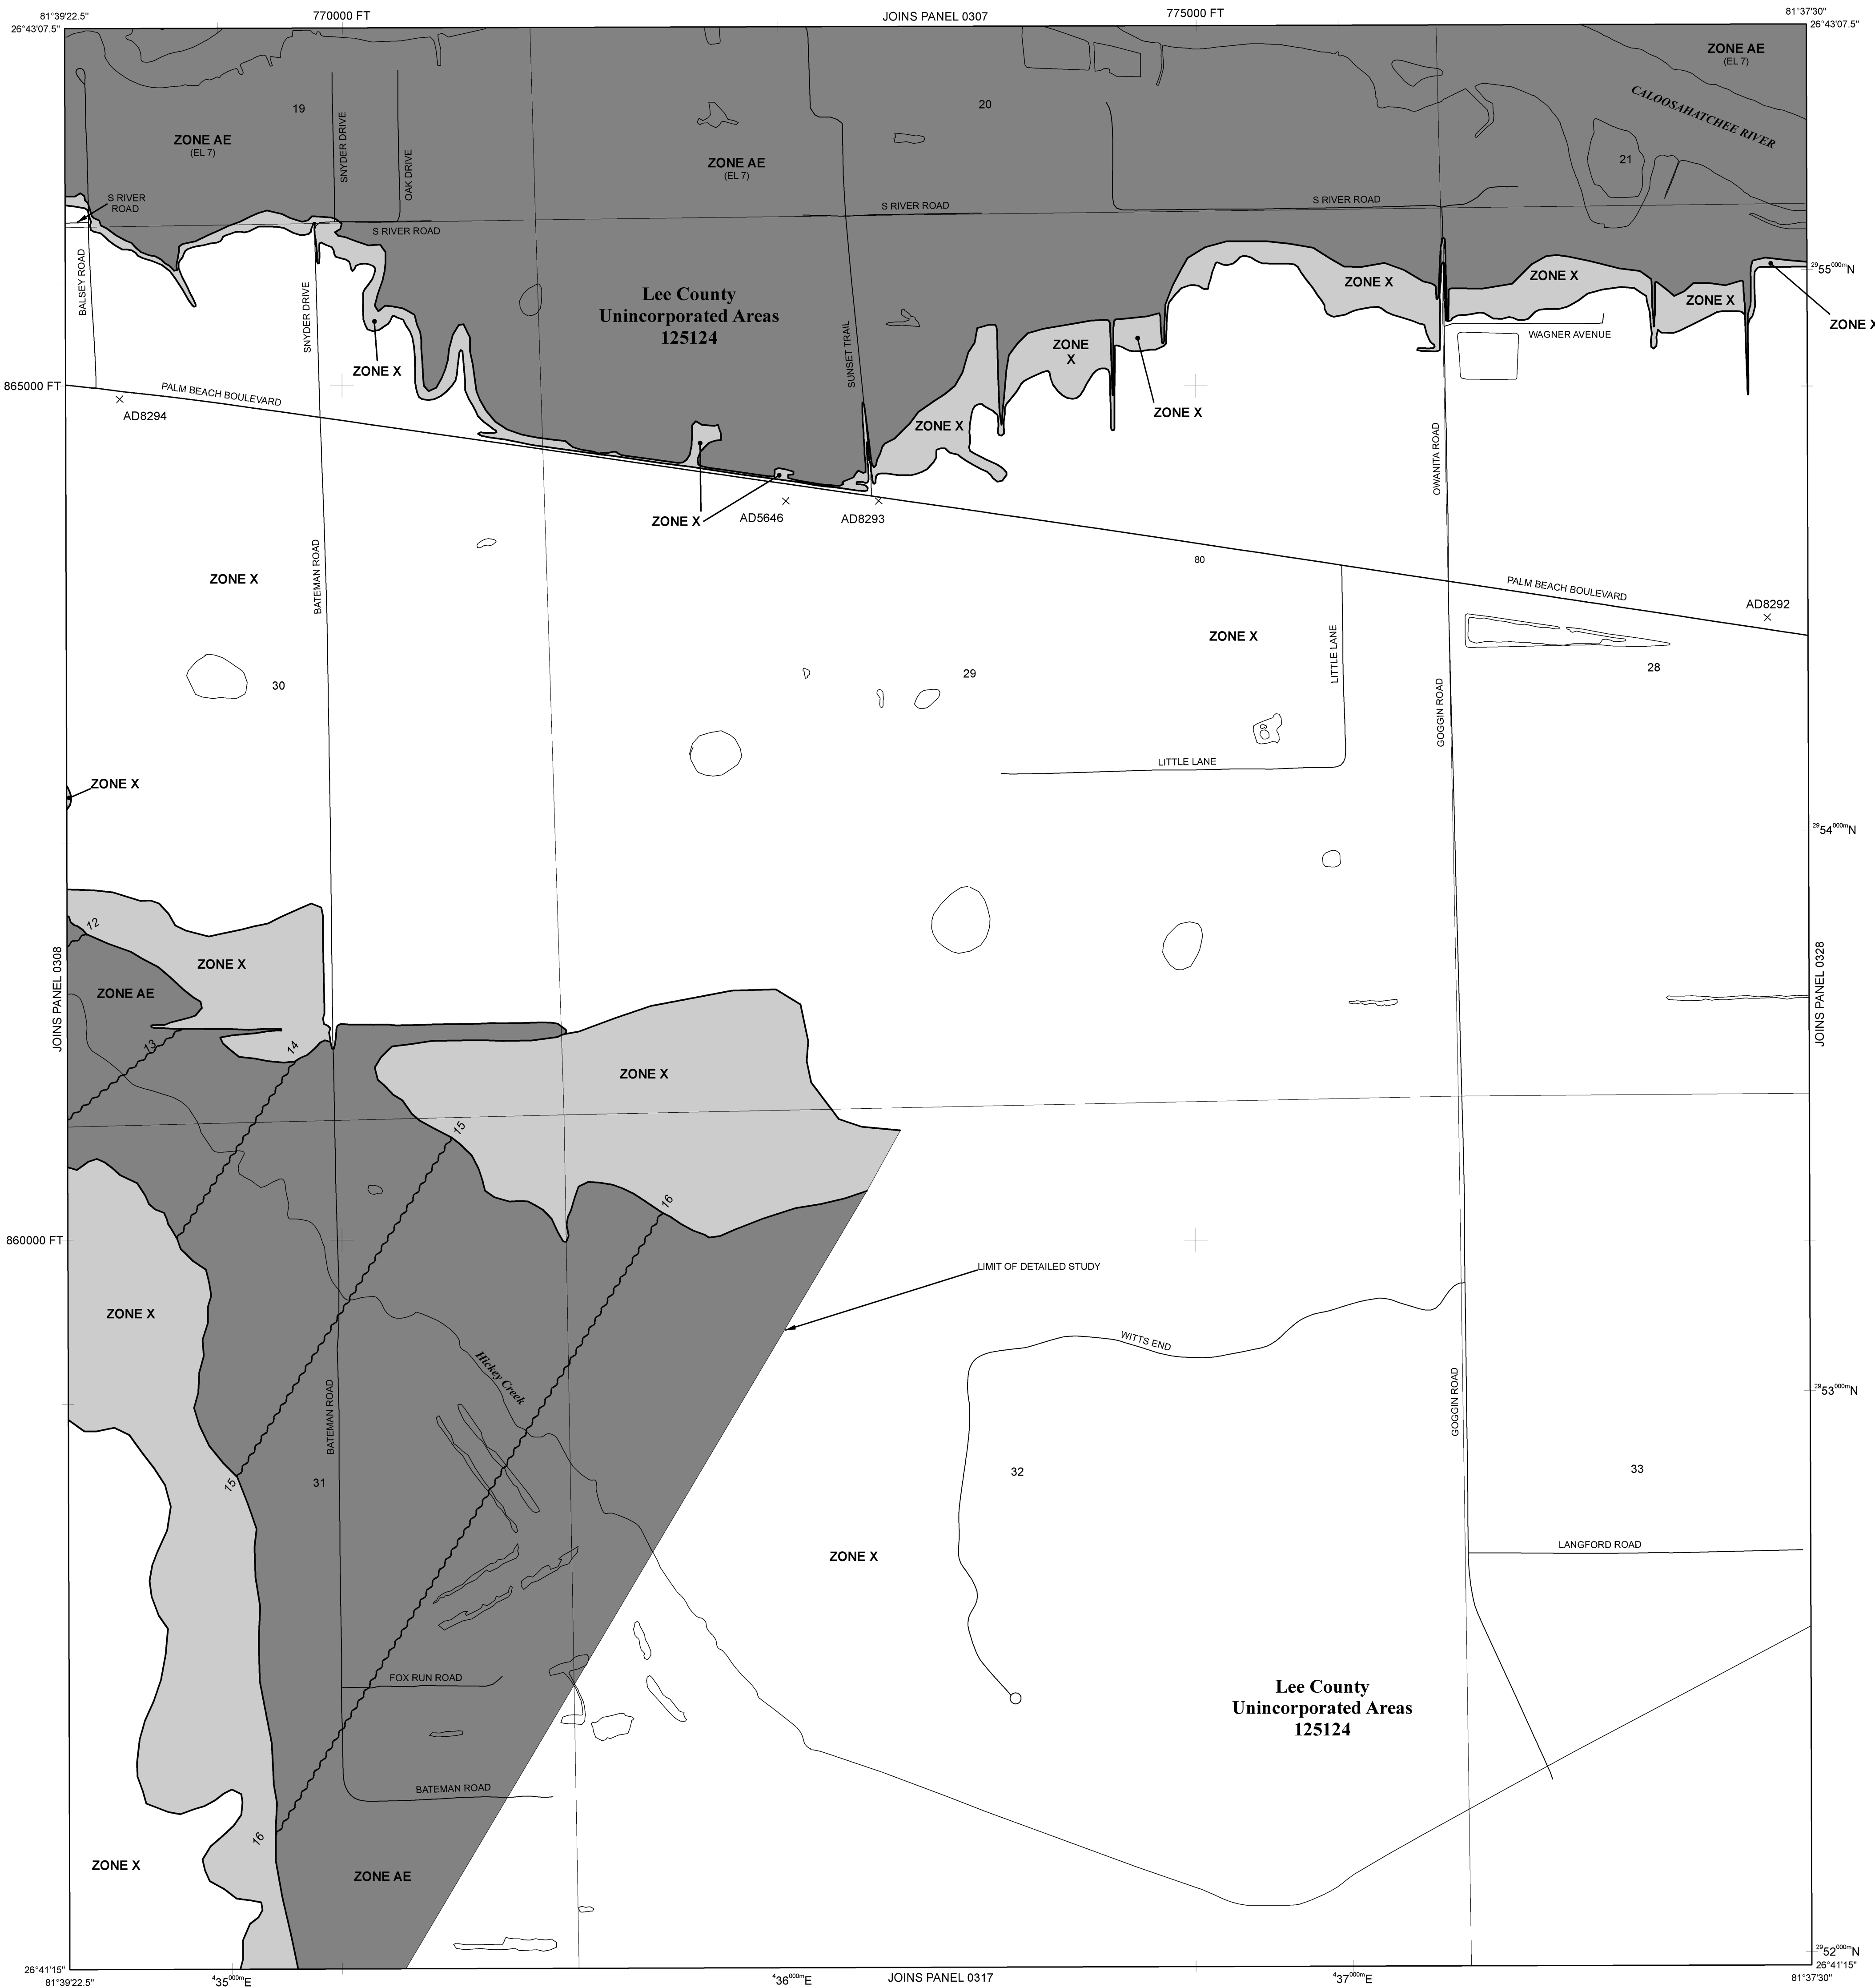 81°39'22.5"
770000 FT
JOINS PANEL 0307
775000 FT
81°37'30"
26°43'07.5"
26°43'07.5"
ZONE AE
(EL 7)
CALOOSAHATCHEE RIVER
19
20
21
ZONE AE
(EL 7)
SNYDER DRIVE
OAK DRIVE
ZONE AE
(EL 7)
S RIVER
ROAD
S RIVER ROAD
S RIVER ROAD
S RIVER ROAD
BALSEY ROAD
SNYDER DRIVE
Lee County
Unincorporated Areas
125124
SUNSET TRAIL
ZONE X
ZONE X
ZONE X
2955000mN
ZONE X
WAGNER AVENUE
ZONE
X
ZONE X
ZONE X
ZONE X
865000 FT
PALM BEACH BOULEVARD
AD8294
OWANITA ROAD
ZONE X
AD5646
AD8293
80
BATEMAN ROAD
ZONE X
PALM BEACH BOULEVARD
AD8292
ZONE X
LITTLE LANE
30
29
28
GOGGIN ROAD
LITTLE LANE
ZONE X
2954000mN
12
ZONE X
ZONE AE
JOINS PANEL 0308
JOINS PANEL 0328
13
14
ZONE X
15
16
860000 FT
LIMIT OF DETAILED STUDY
ZONE X
WITTS END
Hickey Creek
2953000mN
BATEMAN ROAD
GOGGIN ROAD
15
31
32
33
ZONE X
LANGFORD ROAD
FOX RUN ROAD
Lee County
Unincorporated Areas
125124
BATEMAN ROAD
16
ZONE X
ZONE AE
2952000mN
26°41'15"
26°41'15"
81°39'22.5"
435000mE
436000mE
JOINS PANEL 0317
437000mE
81°37'30"